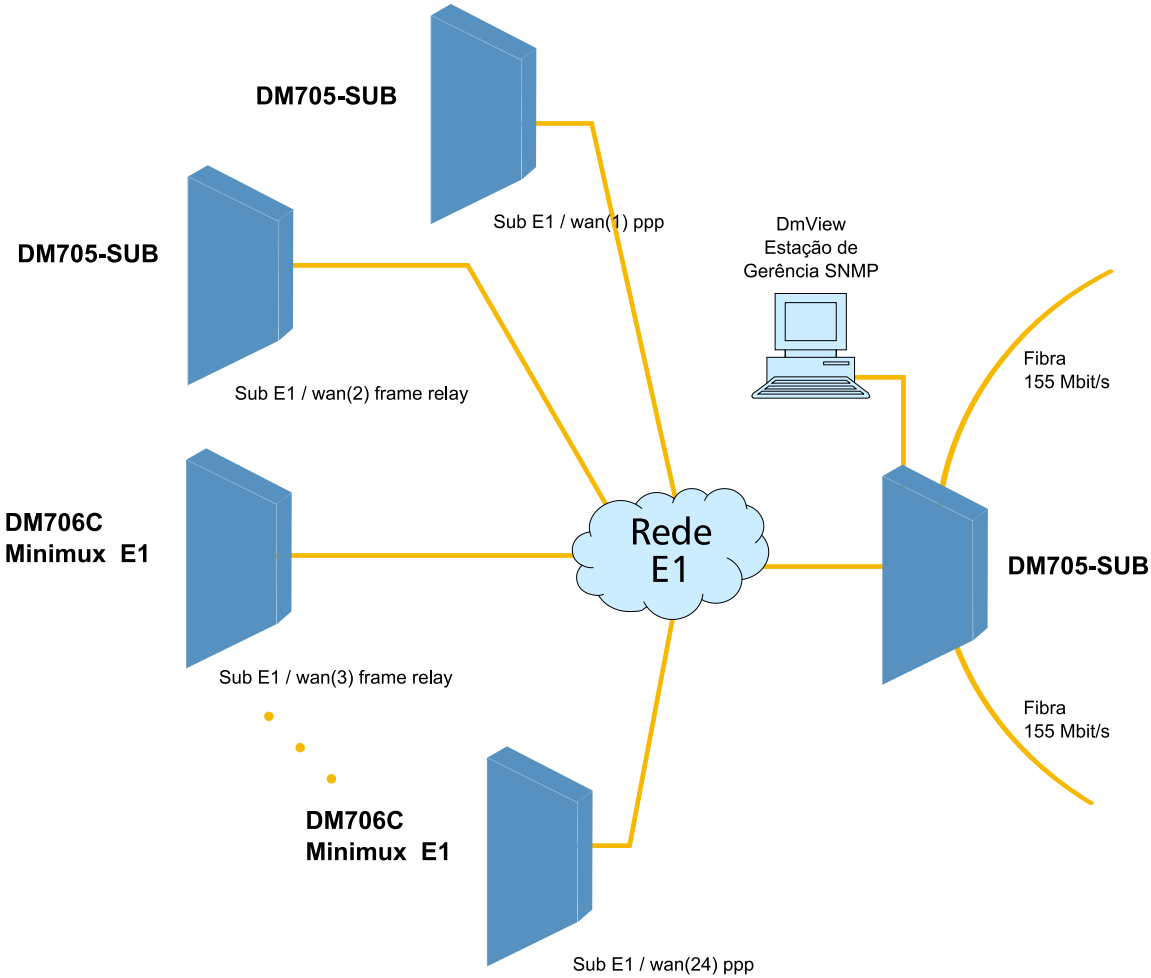 DM705-SUB
Sub E1 / wan(1) ppp
DM705-SUB
Sub E1 / wan(2) frame relay
DmView
Estação de
Gerência SNMP
Fibra
155 Mbit/s
DM706C
Minimux E1
Sub E1 / wan(3) frame relay
Rede
E1
DM705-SUB
Fibra
155 Mbit/s
DM706C
Minimux E1
Sub E1 / wan(24) ppp